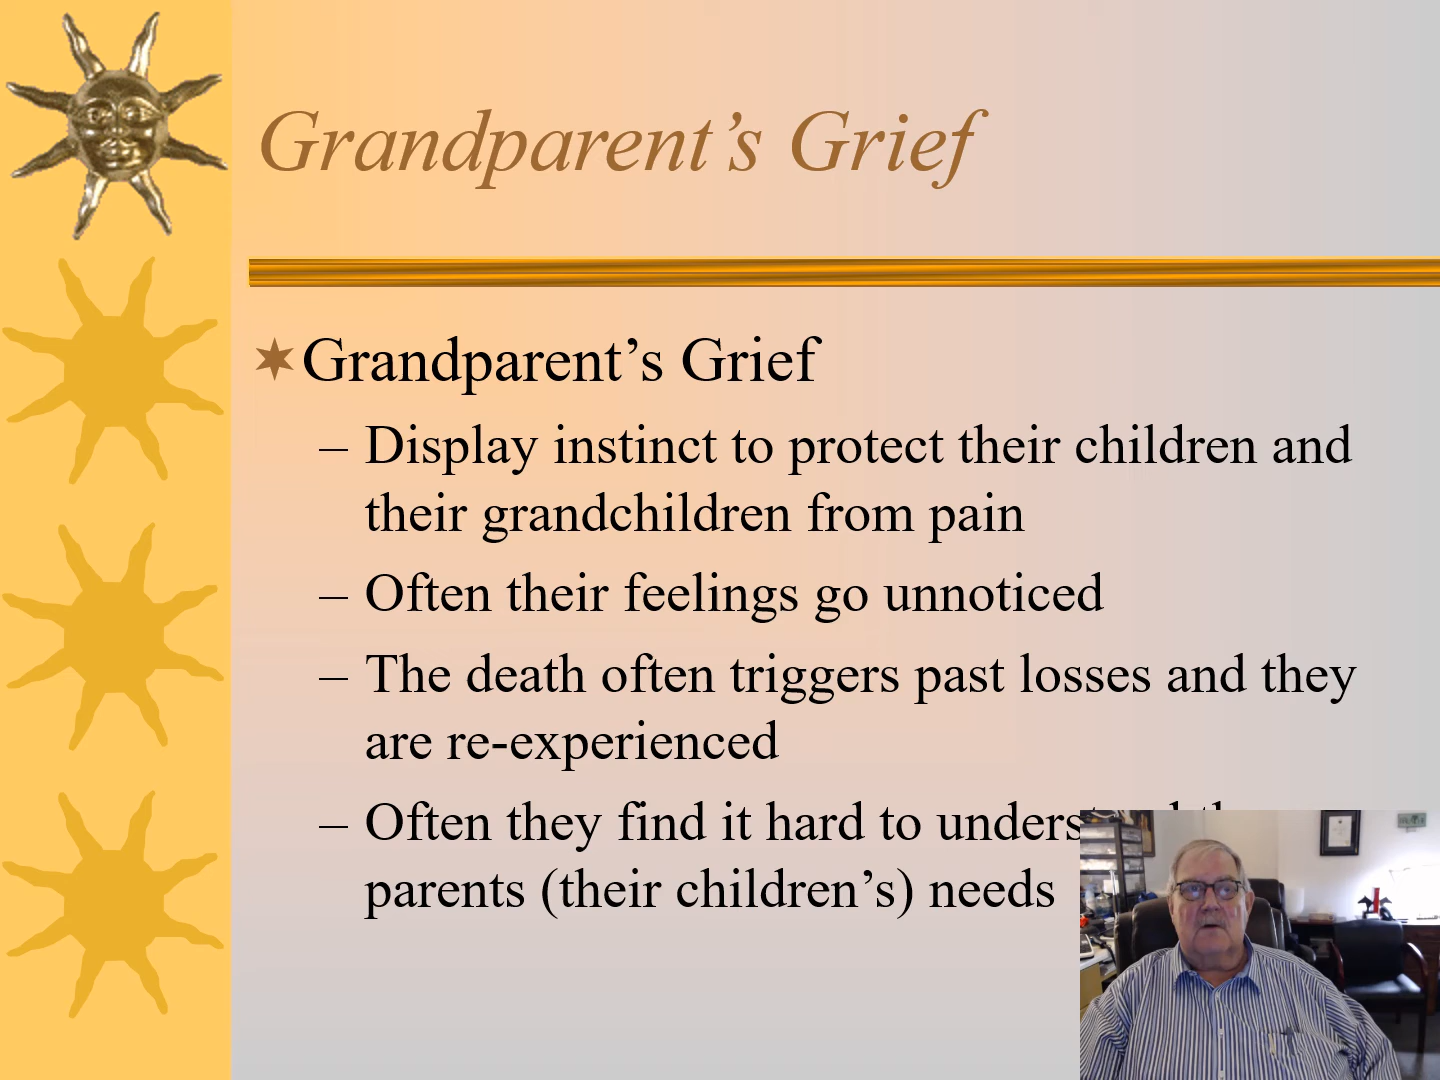 Grandparent’s Grief
Grandparent’s Grief
– Display instinct to protect their children and
their grandchildren from pain
– Often their feelings go unnoticed
– The death often triggers past losses and they
are re-experienced
– Often they find it hard to understand the
parents (their children’s) needs